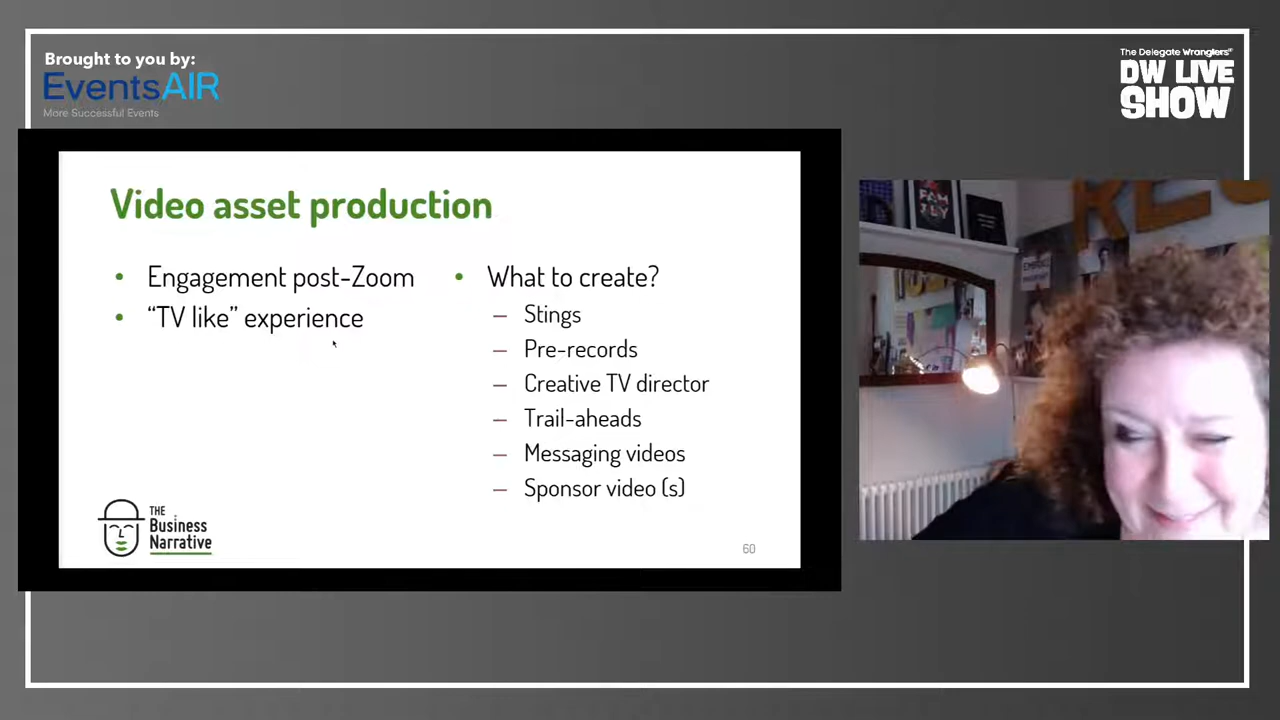 Brought to you by:
EventsAIR
More Successful Events
The Delegate Wranglers®
DW LIVE
SHOW
Video asset production
• Engagement post-Zoom
• “TV like” experience
• What to create?
– Stings
– Pre-records
– Creative TV director
– Trail-aheads
– Messaging videos
– Sponsor video (s)
THE
Business
Narrative
60
FAM
ILY